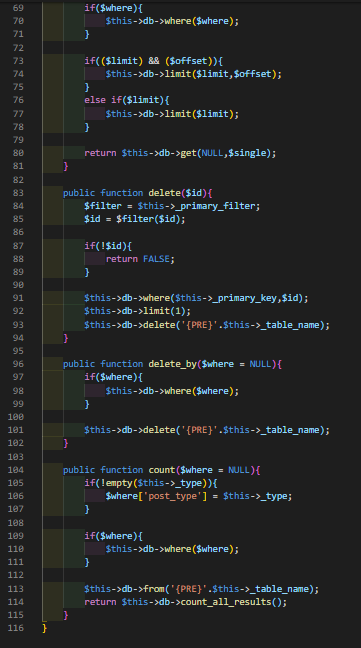 69 if($where){
70 $this->db->where($where);
71 }
72
73 if(($limit) && ($offset)){
74 $this->db->limit($limit,$offset);
75 }
76 else if($limit){
77 $this->db->limit($limit);
78 }
79
80 return $this->db->get(NULL,$single);
81 }
82
83 public function delete($id){
84 $filter = $this->_primary_filter;
85 $id = $filter($id);
86
87 if(!$id){
88 return FALSE;
89 }
90
91 $this->db->where($this->_primary_key,$id);
92 $this->db->limit(1);
93 $this->db->delete('{PRE}'.$this->_table_name);
94 }
95
96 public function delete_by($where = NULL){
97 if($where){
98 $this->db->where($where);
99 }
100
101 $this->db->delete('{PRE}'.$this->_table_name);
102 }
103
104 public function count($where = NULL){
105 if(!empty($this->_type)){
106 $where['post_type'] = $this->_type;
107 }
108
109 if($where){
110 $this->db->where($where);
111 }
112
113 $this->db->from('{PRE}'.$this->_table_name);
114 return $this->db->count_all_results();
115 }
116 }